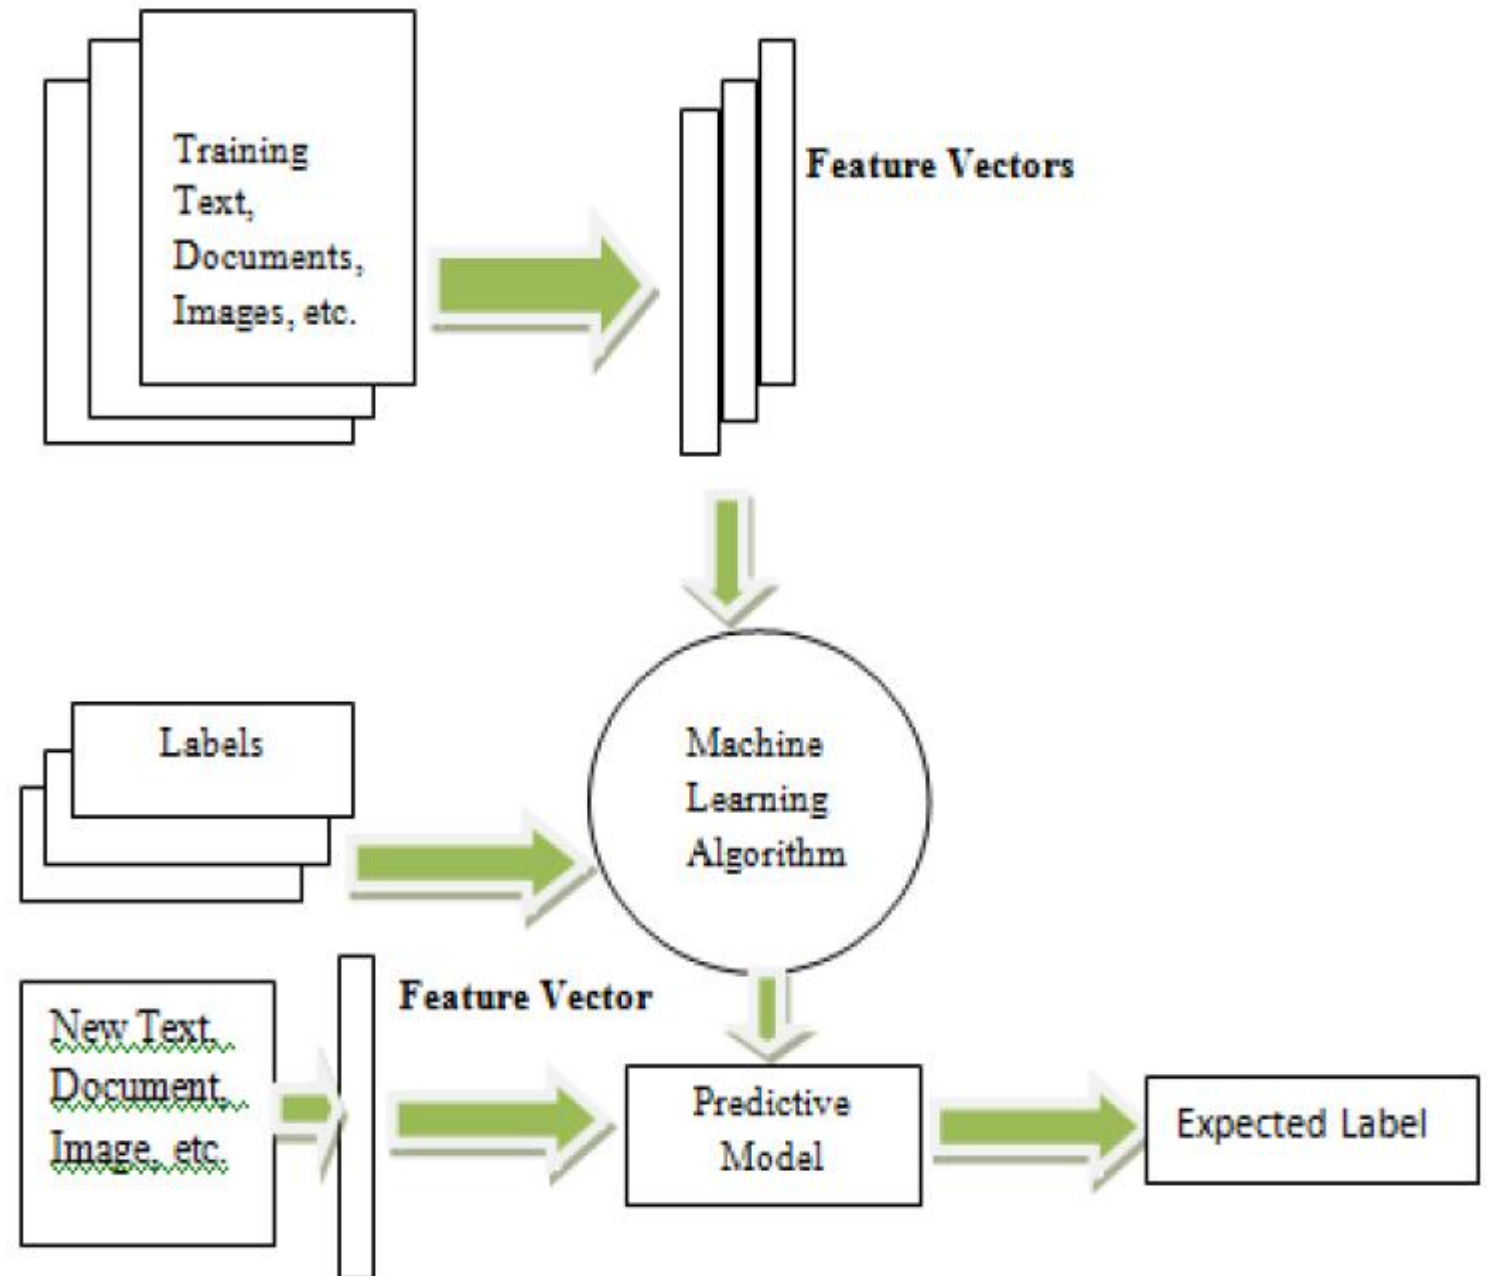 Training
Text,
Documents,
Images, etc.
Feature Vectors
Labels
Machine
Learning
Algorithm
New Text,
Document,
Image, etc.
Feature Vector
Predictive
Model
Expected Label